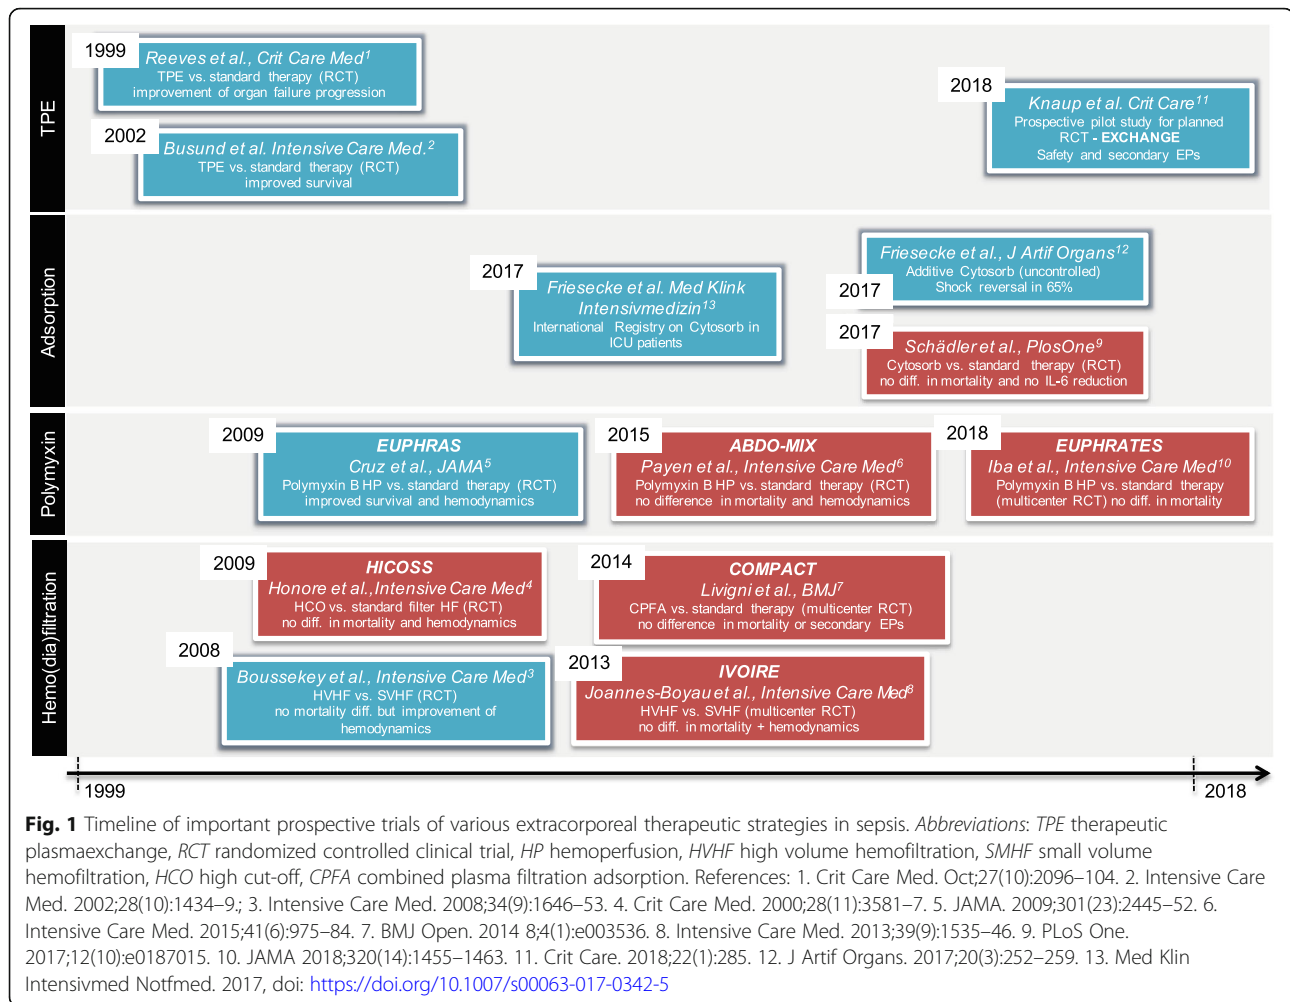 TPE
1999
Reeves et al., Crit Care Med1
TPE vs. standard therapy (RCT)
improvement of organ failure progression
2002
Busund et al. Intensive Care Med.2
TPE vs. standard therapy (RCT)
improved survival
2018
Knaup et al. Crit Care11
Prospective pilot study for planned
RCT - EXCHANGE
Safety and secondary EPs
Adsorption
2017
Friesecke et al. Med Klink
Intensivmedizin13
International Registry on Cytosorb in
ICU patients
Friesecke et al., J Artif Organs12
Additive Cytosorb (uncontrolled)
Shock reversal in 65%
2017
2017
Schädler et al., PlosOne9
Cytosorb vs. standard therapy (RCT)
no diff. in mortality and no IL-6 reduction
Polymyxin
2009
EUPHRAS
Cruz et al., JAMA5
Polymyxin B HP vs. standard therapy (RCT)
improved survival and hemodynamics
2015
ABDO-MIX
Payen et al., Intensive Care Med6
Polymyxin B HP vs. standard therapy (RCT)
no difference in mortality and hemodynamics
2018
EUPHRATES
Iba et al., Intensive Care Med10
Polymyxin B HP vs. standard therapy
(multicenter RCT) no diff. in mortality
Hemo(dia)filtration
2009
HICOSS
Honore et al.,Intensive Care Med4
HCO vs. standard filter HF (RCT)
no diff. in mortality and hemodynamics
2014
COMPACT
Livigni et al., BMJ7
CPFA vs. standard therapy (multicenter RCT)
no difference in mortality or secondary EPs
2008
Boussekey et al., Intensive Care Med3
HVHF vs. SVHF (RCT)
no mortality diff. but improvement of
hemodynamics
2013
IVOIRE
Joannes-Boyau et al., Intensive Care Med8
HVHF vs. SVHF (multicenter RCT)
no diff. in mortality + hemodynamics
1999
2018
Fig. 1 Timeline of important prospective trials of various extracorporeal therapeutic strategies in sepsis. Abbreviations: TPE therapeutic
plasmaexchange, RCT randomized controlled clinical trial, HP hemoperfusion, HVHF high volume hemofiltration, SMHF small volume
hemofiltration, HCO high cut-off, CPFA combined plasma filtration adsorption. References: 1. Crit Care Med. Oct;27(10):2096–104. 2. Intensive Care
Med. 2002;28(10):1434–9.; 3. Intensive Care Med. 2008;34(9):1646–53. 4. Crit Care Med. 2000;28(11):3581–7. 5. JAMA. 2009;301(23):2445–52. 6.
Intensive Care Med. 2015;41(6):975–84. 7. BMJ Open. 2014 8;4(1):e003536. 8. Intensive Care Med. 2013;39(9):1535–46. 9. PLoS One.
2017;12(10):e0187015. 10. JAMA 2018;320(14):1455–1463. 11. Crit Care. 2018;22(1):285. 12. J Artif Organs. 2017;20(3):252–259. 13. Med Klin
Intensivmed Notfmed. 2017, doi: https://doi.org/10.1007/s00063-017-0342-5